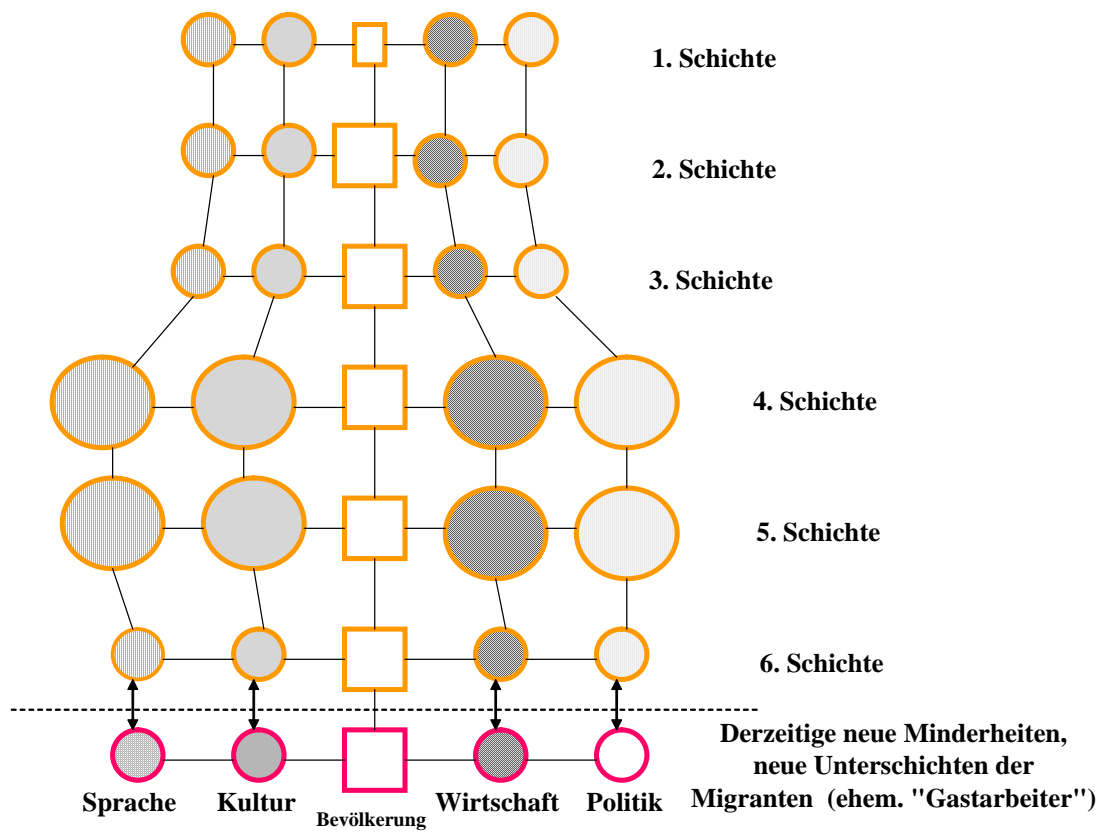 1. Schichte
2. Schichte
3. Schichte
4. Schichte
5. Schichte
6. Schichte
Derzeitige neue Minderheiten,
neue Unterschichten der
Migranten (ehem. "Gastarbeiter")
Sprache Kultur Bevölkerung Wirtschaft Politik